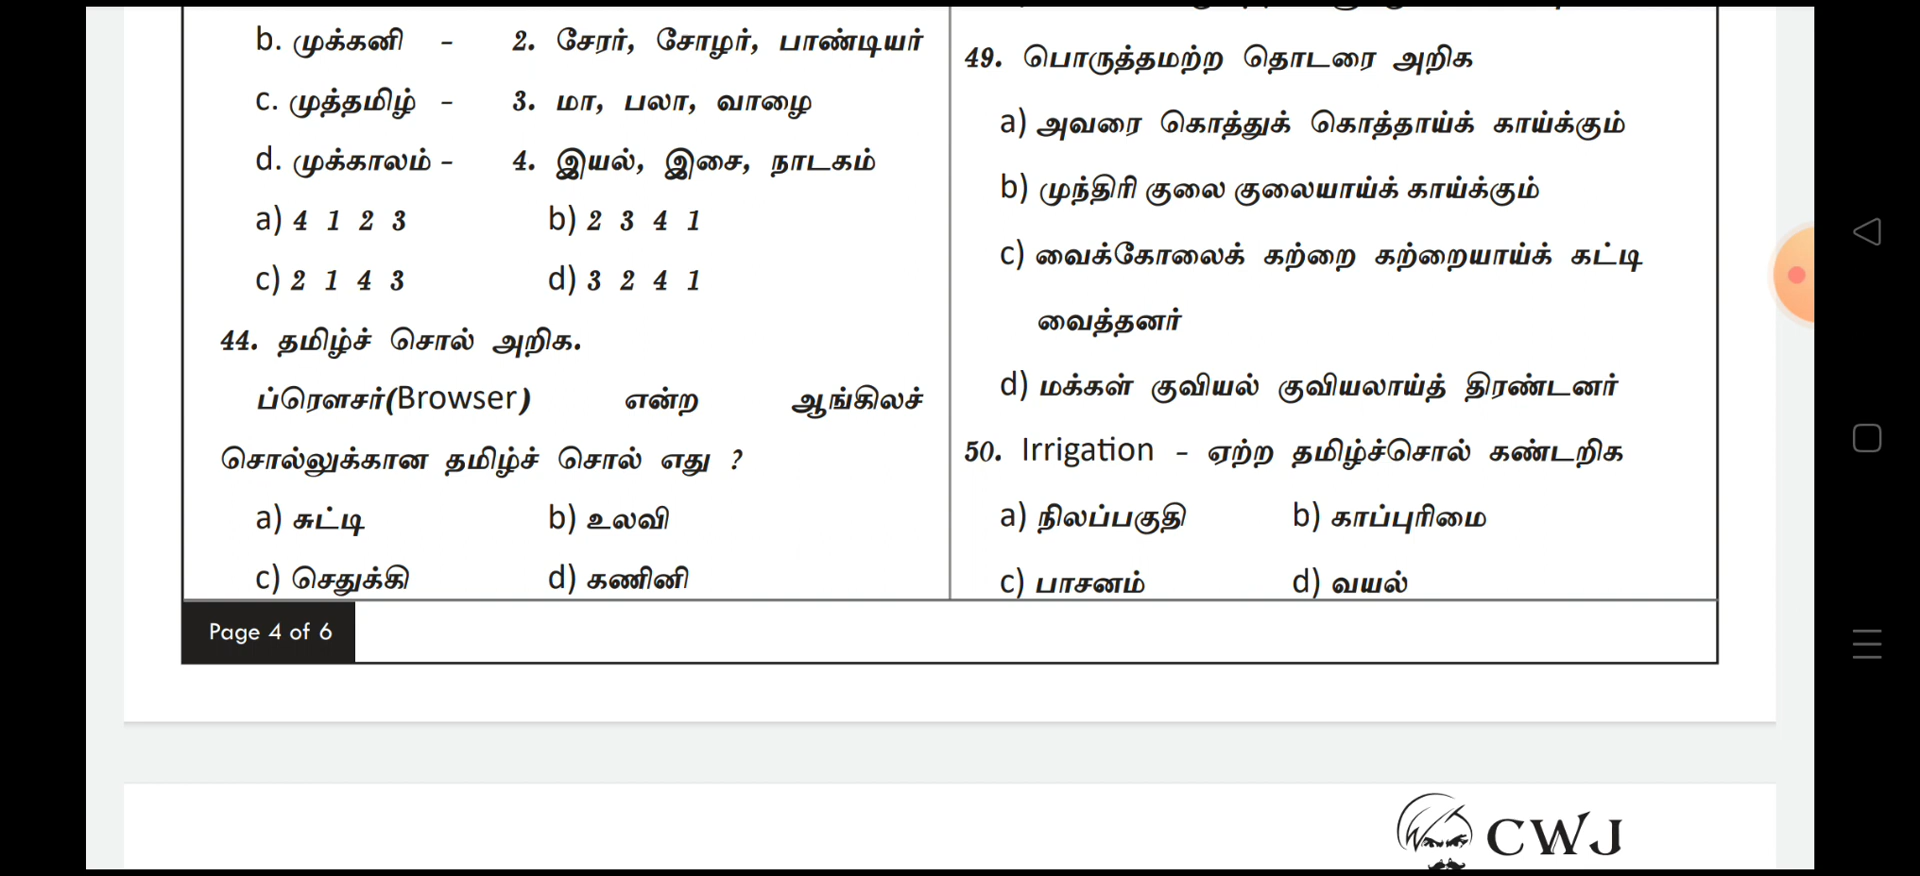 b. முக்கனி - 2. சேரர், சோழர், பாண்டியர்
c. முத்தமிழ் - 3. மா, பலா, வாழை
d. முக்காலம் - 4. இயல், இசை, நாடகம்
a) 4 1 2 3 b) 2 3 4 1
c) 2 1 4 3 d) 3 2 4 1
44. தமிழ்ச் சொல் அறிக.
ப்ரௌசர்(Browser) என்ற ஆங்கிலச்
சொல்லுக்கான தமிழ்ச் சொல் எது ?
a) சுட்டி b) உலவி
c) செதுக்கி d) கணினி
49. பொருத்தமற்ற தொடரை அறிக
a) அவரை கொத்துக் கொத்தாய்க் காய்க்கும்
b) முந்திரி குலை குலையாய்க் காய்க்கும்
c) வைக்கோலைக் கற்றை கற்றையாய்க் கட்டி
வைத்தனர்
d) மக்கள் குவியல் குவியலாய்த் திரண்டனர்
50. Irrigation - ஏற்ற தமிழ்ச்சொல் கண்டறிக
a) நிலப்பகுதி b) காப்புரிமை
c) பாசனம் d) வயல்
Page 4 of 6
CWJ